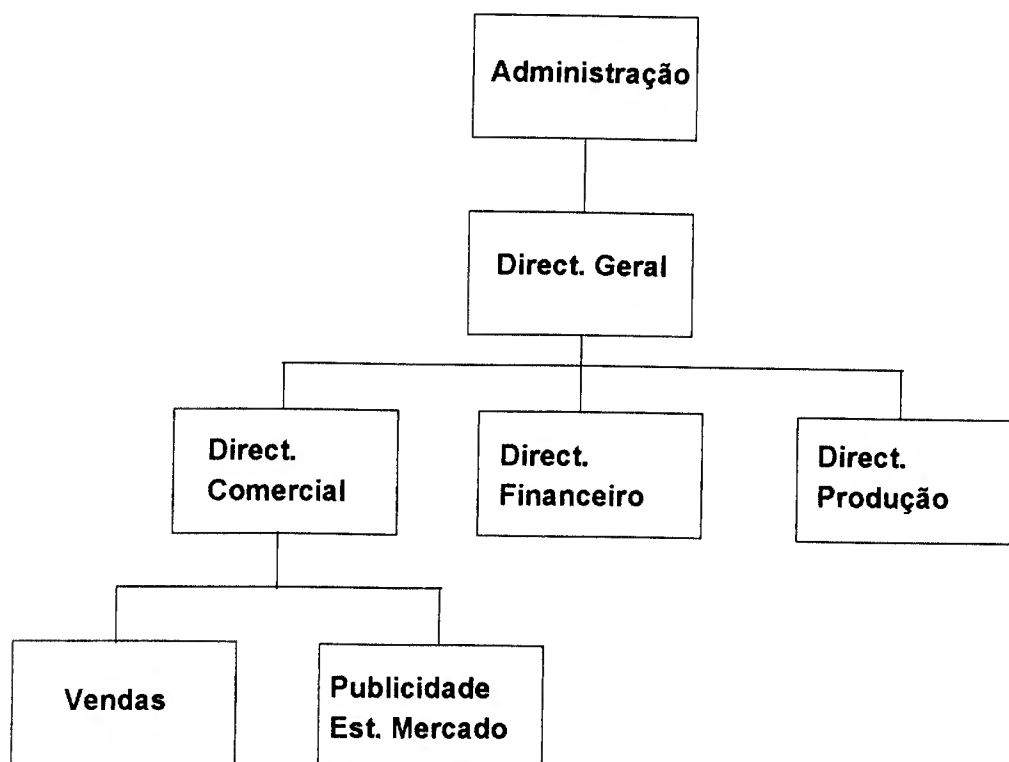 Administração
Direct. Geral
Direct.
Comercial
Direct.
Financeiro
Direct.
Produção
Vendas
Publicidade
Est. Mercado